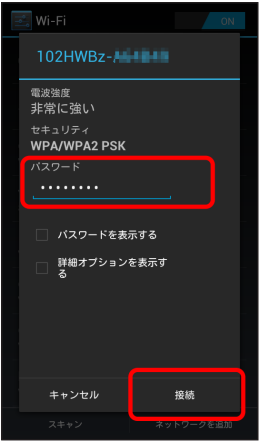 Wi-Fi
ON
102HWBz-
電波強度
非常に強い
セキュリティ
WPA/WPA2 PSK
パスワード
••••••••
パスワードを表示する
詳細オプションを表示す
る
キャンセル
接続
スキャン
ネットワークを追加